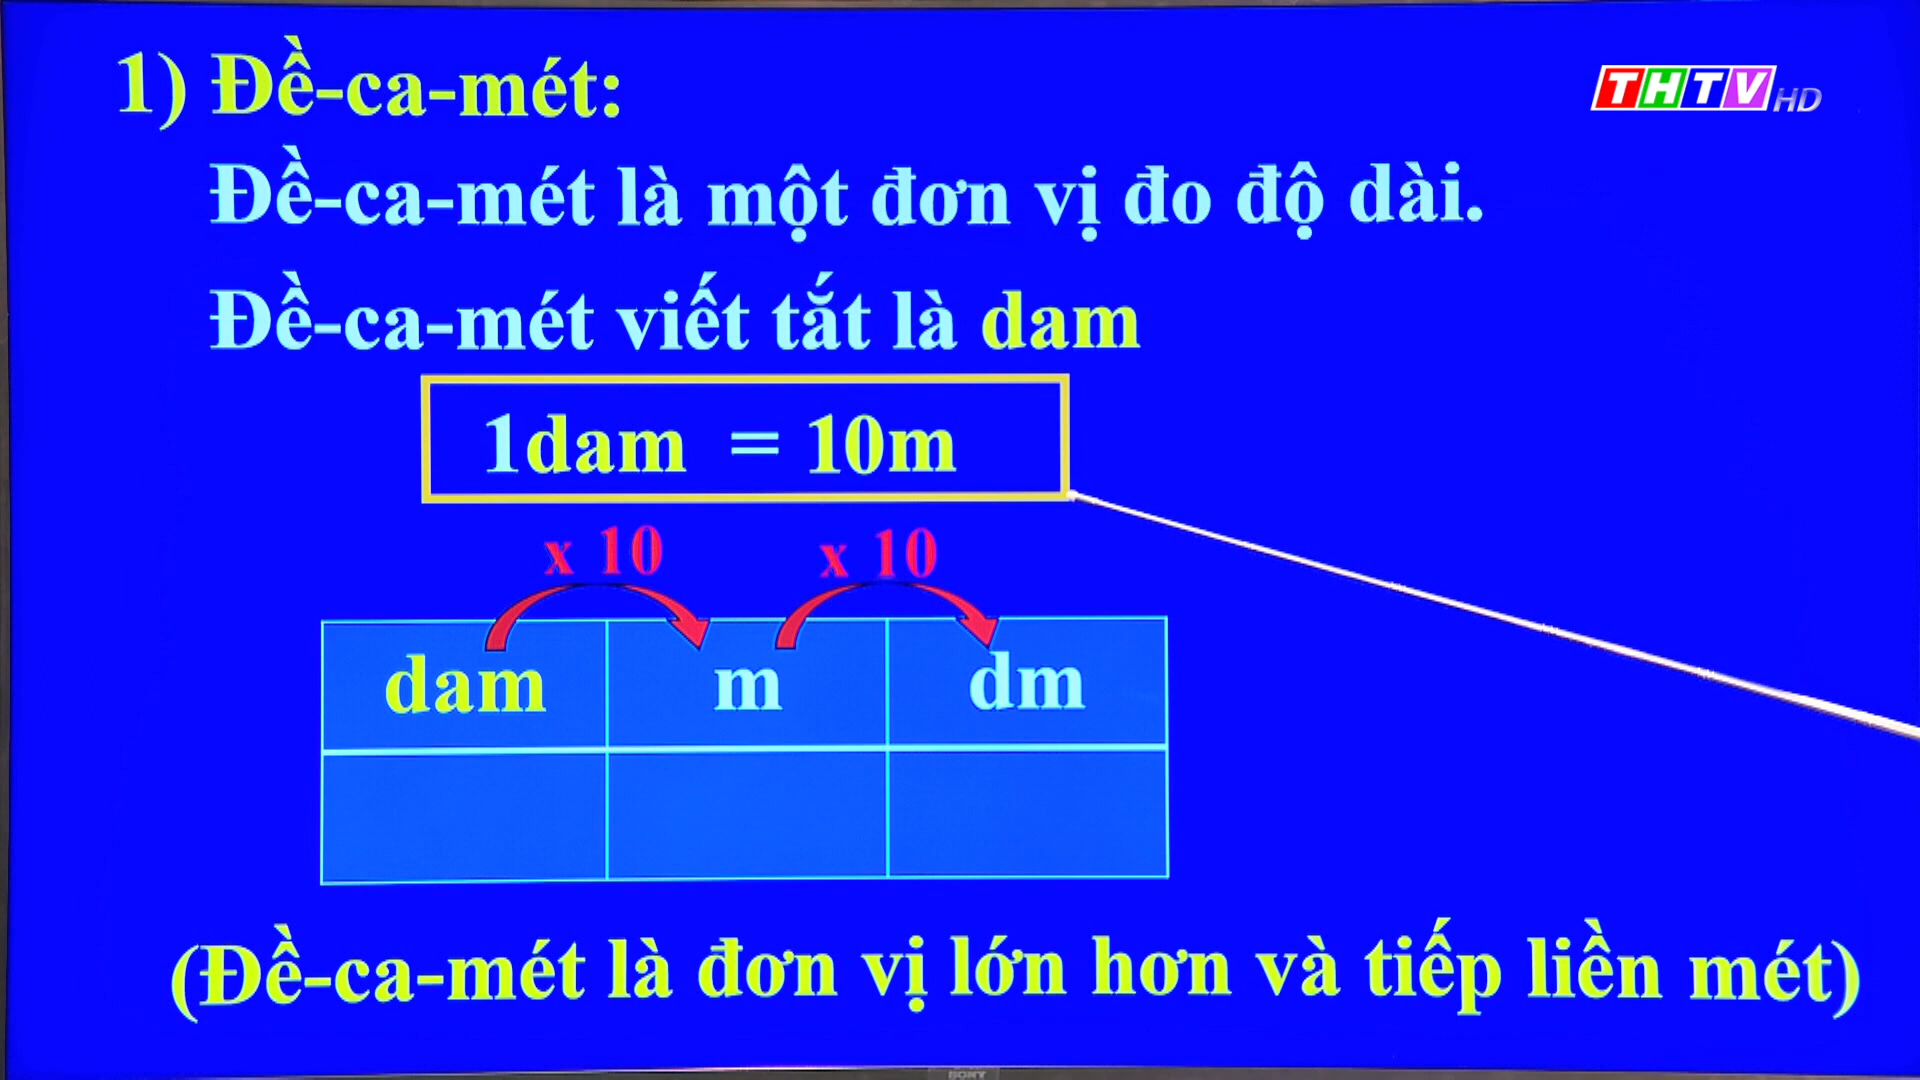 1) Đề-ca-mét:
THTV HD
Đề-ca-mét là một đơn vị đo độ dài.
Đề-ca-mét viết tắt là dam
1dam = 10m
x 10 x 10
dam m dm
(Đề-ca-mét là đơn vị lớn hơn và tiếp liền mét)
SONY